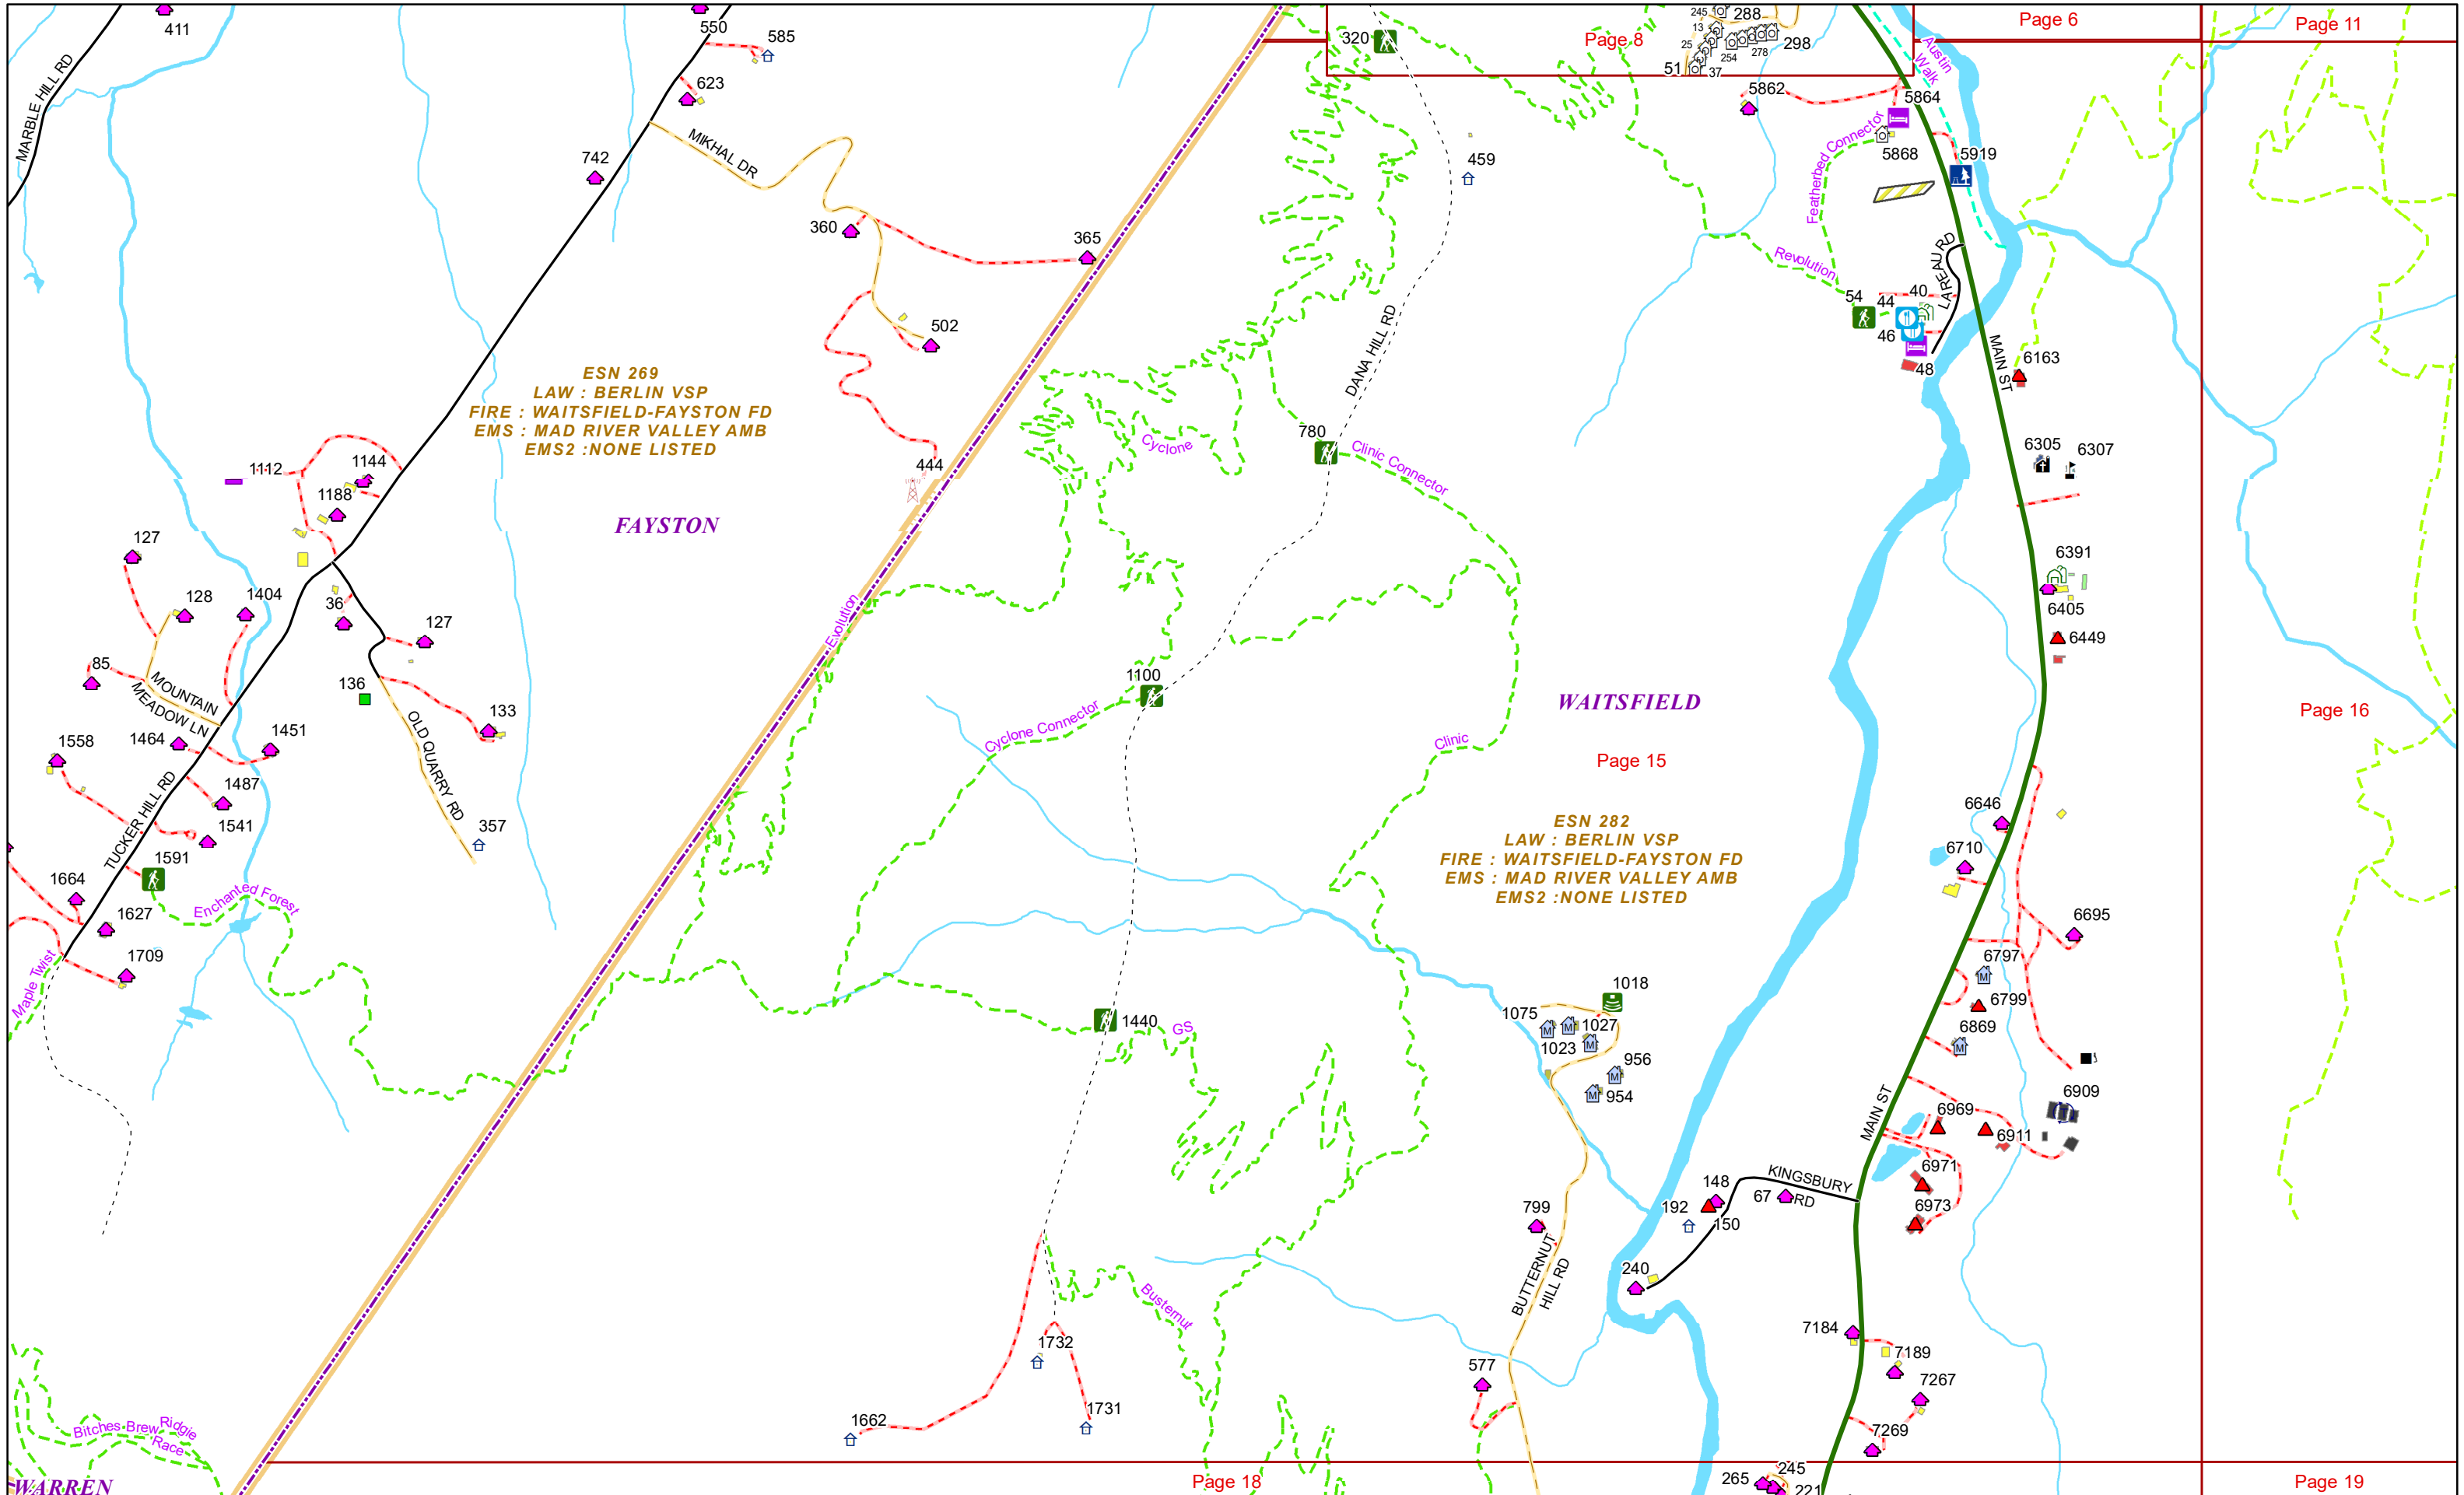 411
MARBLE HILL RD
550
585
623
MIKHAL DR
742
360
365
502
444
ESN 269
LAW : BERLIN VSP
FIRE : WAITSFIELD-FAYSTON FD
EMS : MAD RIVER VALLEY AMB
EMS2 :NONE LISTED
FAYSTON
1112
1144
1188
127
128
1404
36
127
85
MOUNTAIN
MEADOW LN
136
133
OLD QUARRY RD
1464
1451
1558
1487
TUCKER HILL RD
1541
357
1591
1664
Enchanted Forest
1627
1709
Maple Twist
Bitches Brew
Ridgie
Race
WARREN
Evolution
320
Page 8
245
288
13
25
298
254
278
51
37
Page 6
Page 11
Austin
Walk
5862
5864
Featherbed Connector
5868
5919
459
DANA HILL RD
Revolution
LAREAU RD
54
44
40
46
48
MAIN ST
6163
780
Cyclone
Clinic Connector
6305
6307
6391
6405
6449
1100
Cyclone Connector
Clinic
WAITSFIELD
Page 15
Page 16
ESN 282
LAW : BERLIN VSP
FIRE : WAITSFIELD-FAYSTON FD
EMS : MAD RIVER VALLEY AMB
EMS2 :NONE LISTED
6646
6710
6695
6797
6799
6869
1018
1075
1027
1023
956
954
1440
GS
6909
6969
6911
MAIN ST
6971
6973
KINGSBURY
RD
67
148
192
150
799
BUTTERNUT
HILL RD
240
Busternut
7184
7189
7267
7269
577
1732
1731
1662
Page 18
265
245
221
Page 19